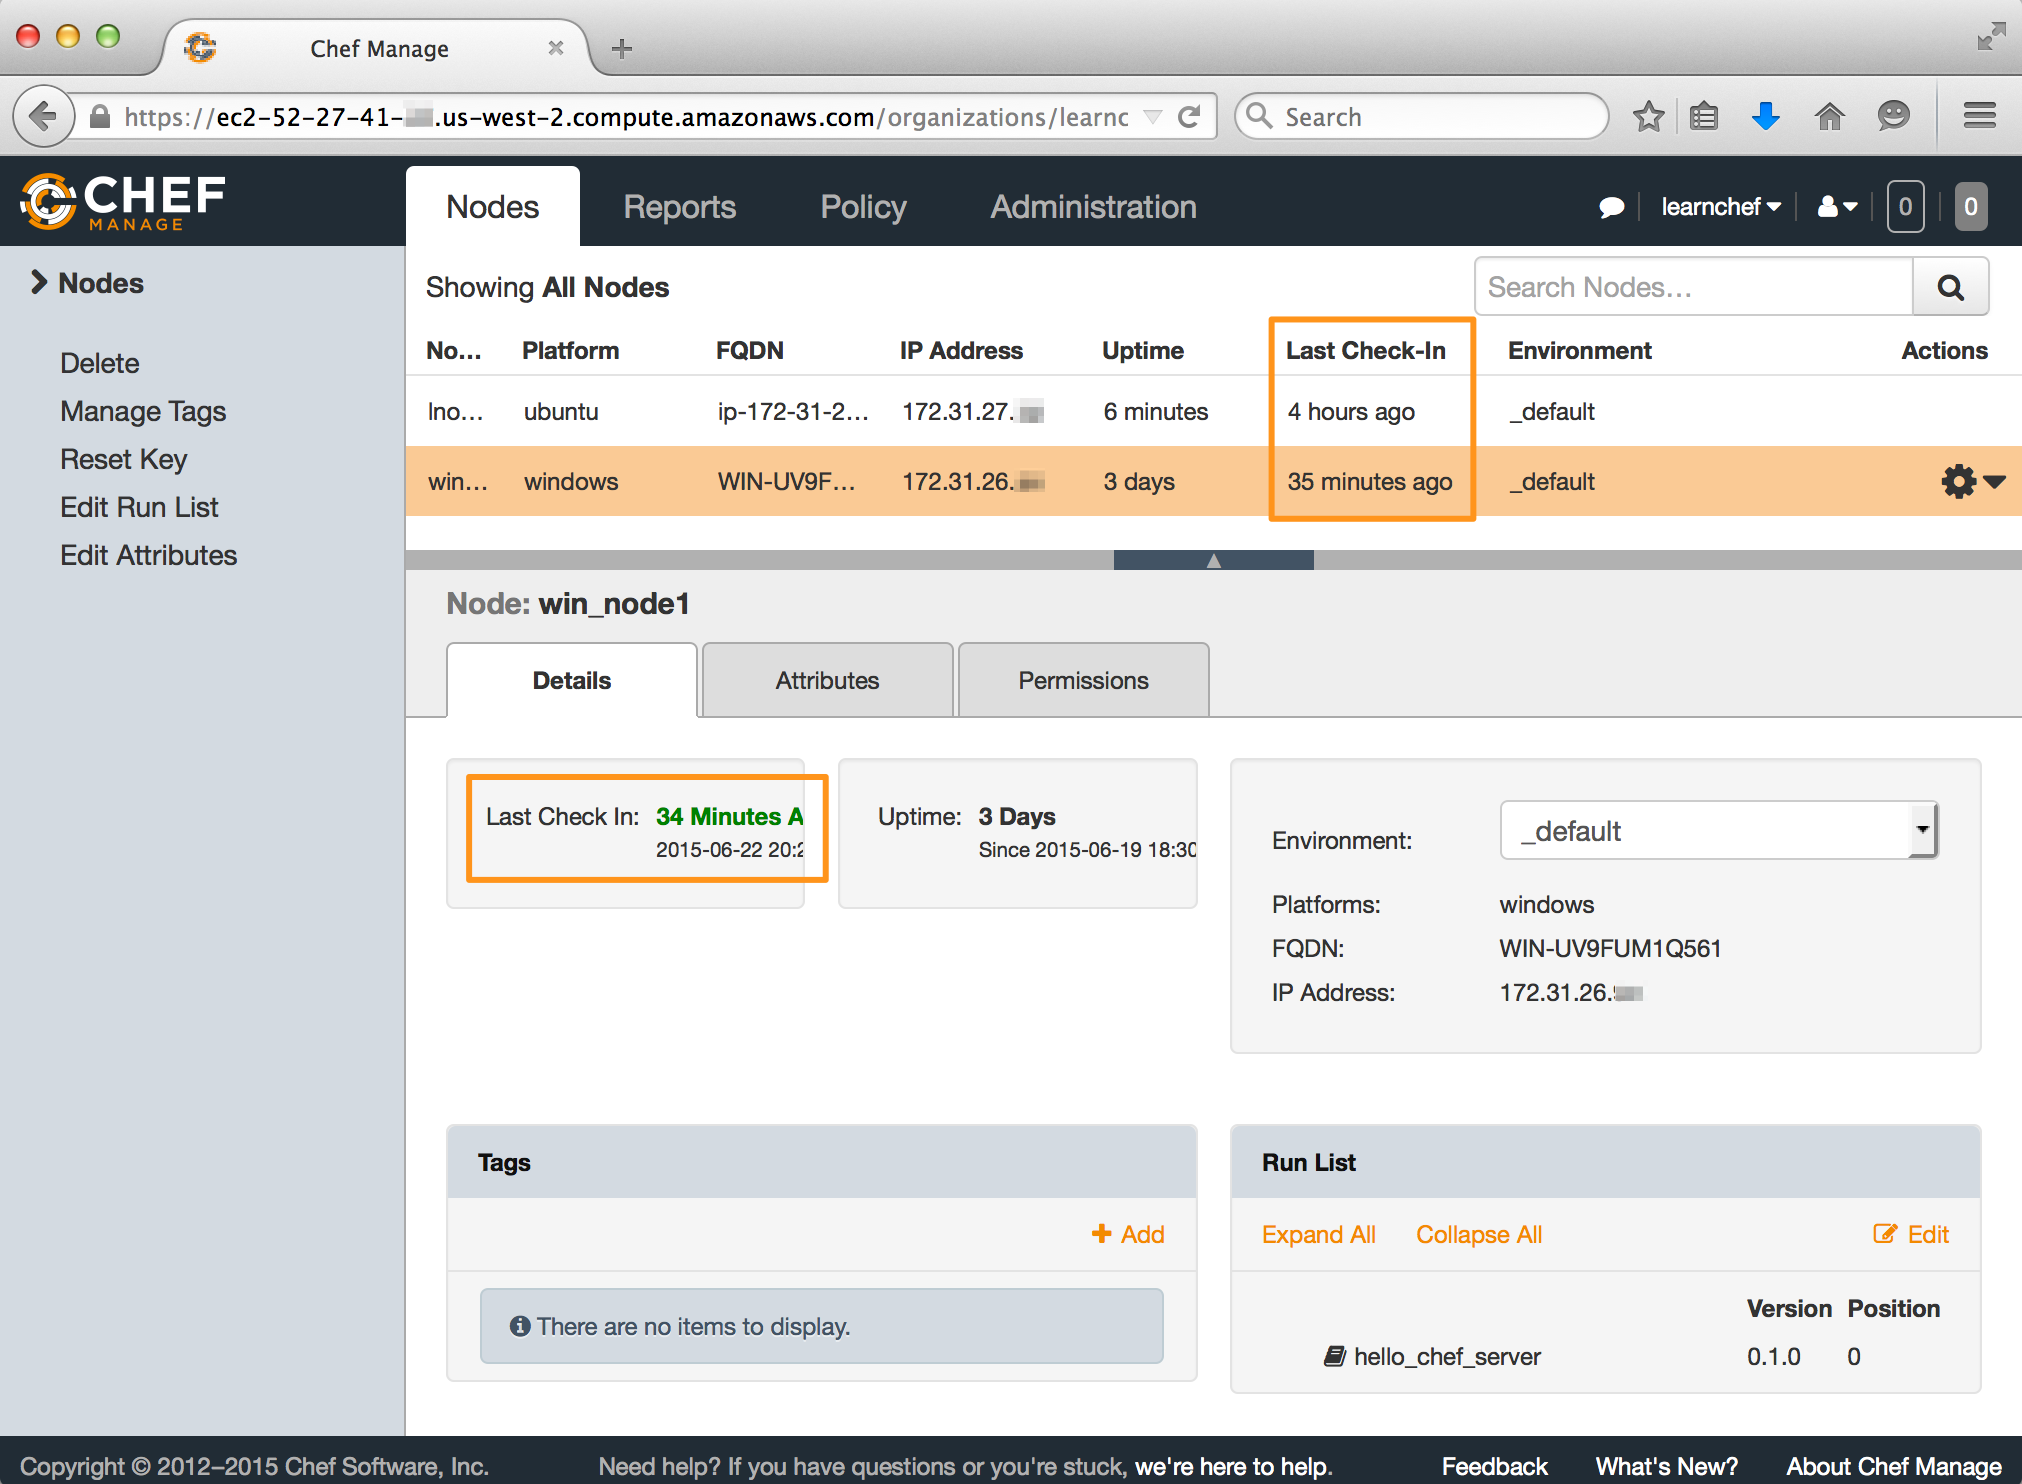 Chef Manage
https://ec2-52-27-41- .us-west-2.compute.amazonaws.com/organizations/learnc
Search
CHEF
MANAGE
Nodes
Reports
Policy
Administration
learnchef
0
0
Nodes
Delete
Manage Tags
Reset Key
Edit Run List
Edit Attributes
Showing All Nodes
Search Nodes...
No... Platform FQDN IP Address Uptime Last Check-In Environment Actions
lno... ubuntu ip-172-31-2... 172.31.27. 6 minutes 4 hours ago _default
win... windows WIN-UV9F... 172.31.26. 3 days 35 minutes ago _default
Node: win_node1
Details
Attributes
Permissions
Last Check In: 34 Minutes A
2015-06-22 20:2
Uptime: 3 Days
Since 2015-06-19 18:30
Environment: _default
Platforms: windows
FQDN: WIN-UV9FUM1Q561
IP Address: 172.31.26.
Tags
Add
There are no items to display.
Run List
Expand All Collapse All Edit
Version Position
hello_chef_server 0.1.0 0
Copyright © 2012–2015 Chef Software, Inc.
Need help? If you have questions or you're stuck, we're here to help.
Feedback What's New? About Chef Manage